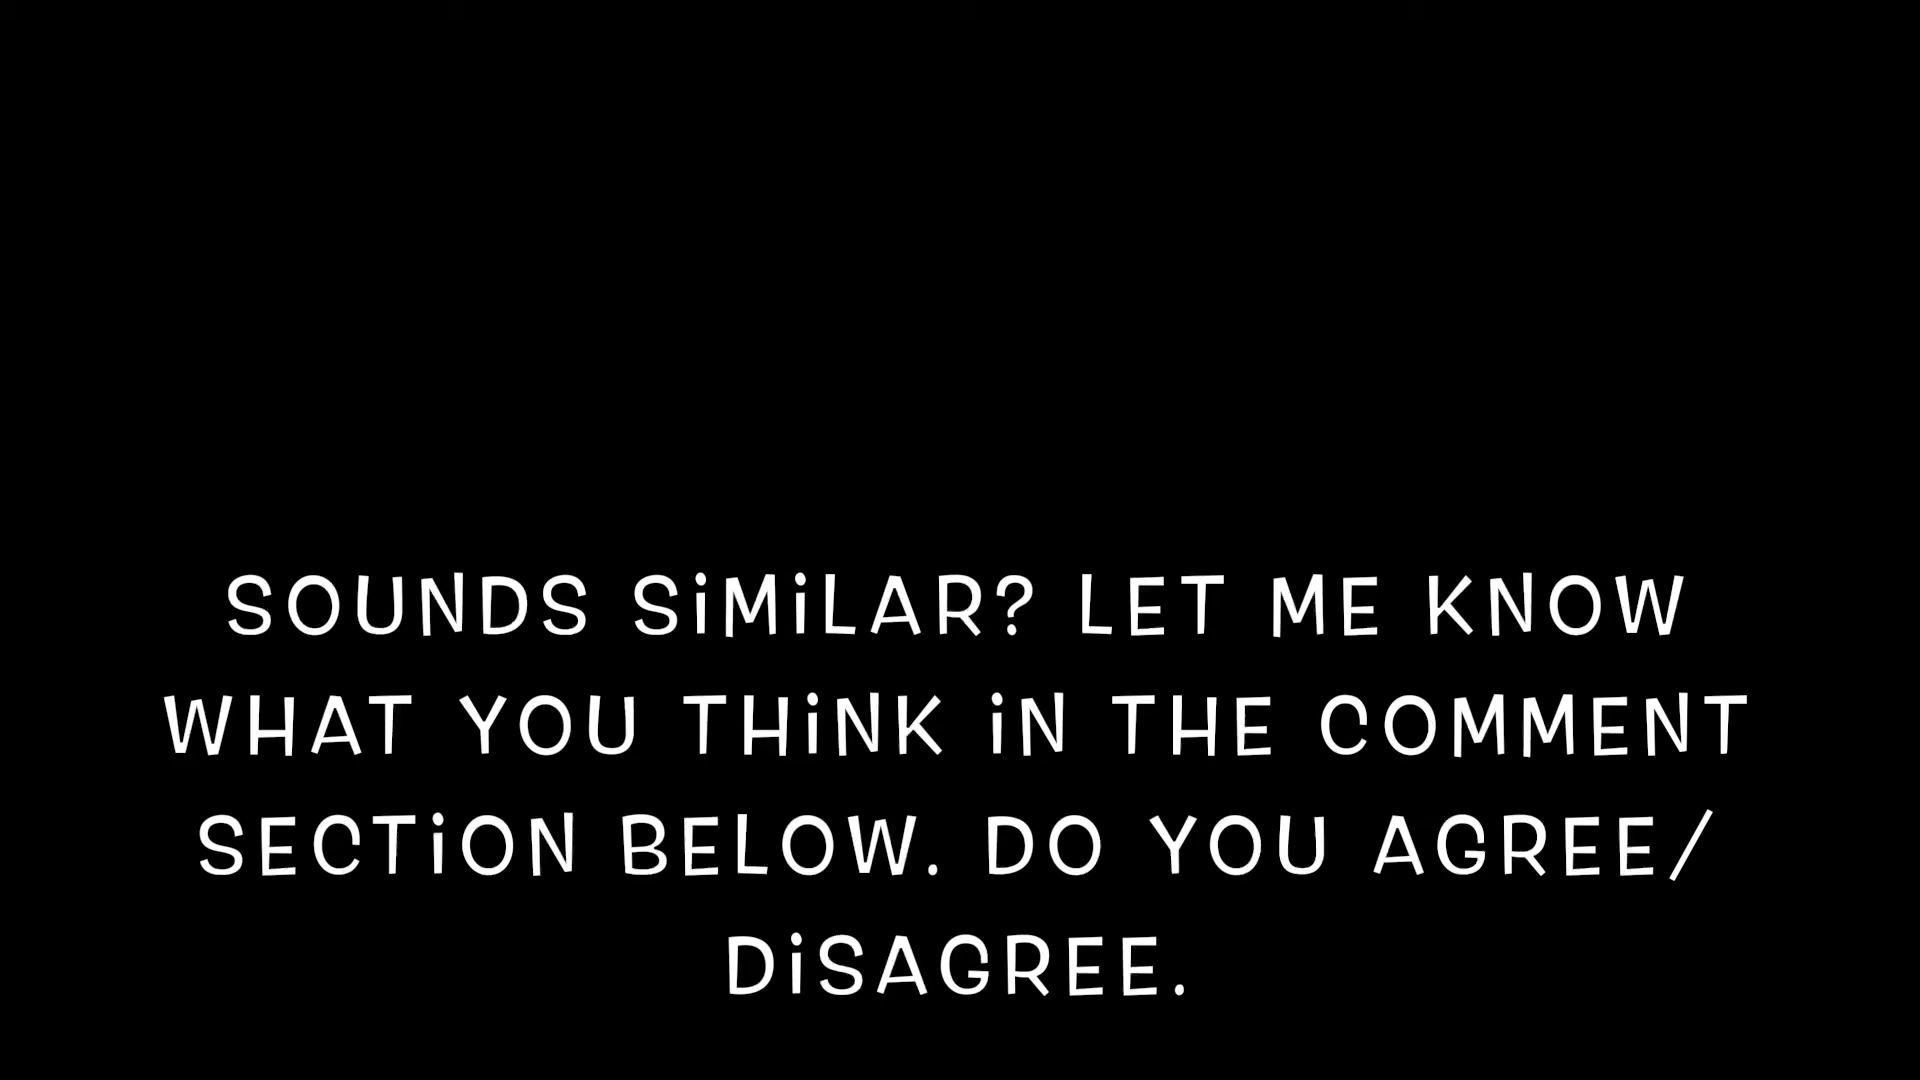 SOUNDS SiMiLAR? LET ME KNOW
WHAT YOU THiNK iN THE COMMENT
SECTiON BELOW. DO YOU AGREE/
DiSAGREE.